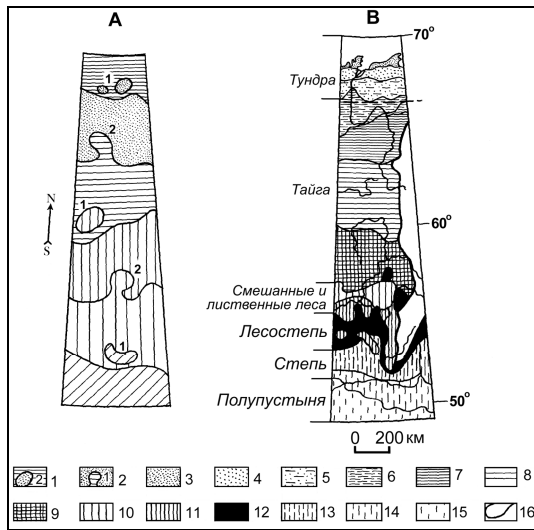 А
В
70°
Тундра
1
2
N
S
Тайга
1
60°
2
Смешанные и
лиственные леса
Лесостепь
1
Степь
Полупустыня
50°
0 200 км
2 1 1 2 3 4 5 6 7 8
9 10 11 12 13 14 15 16